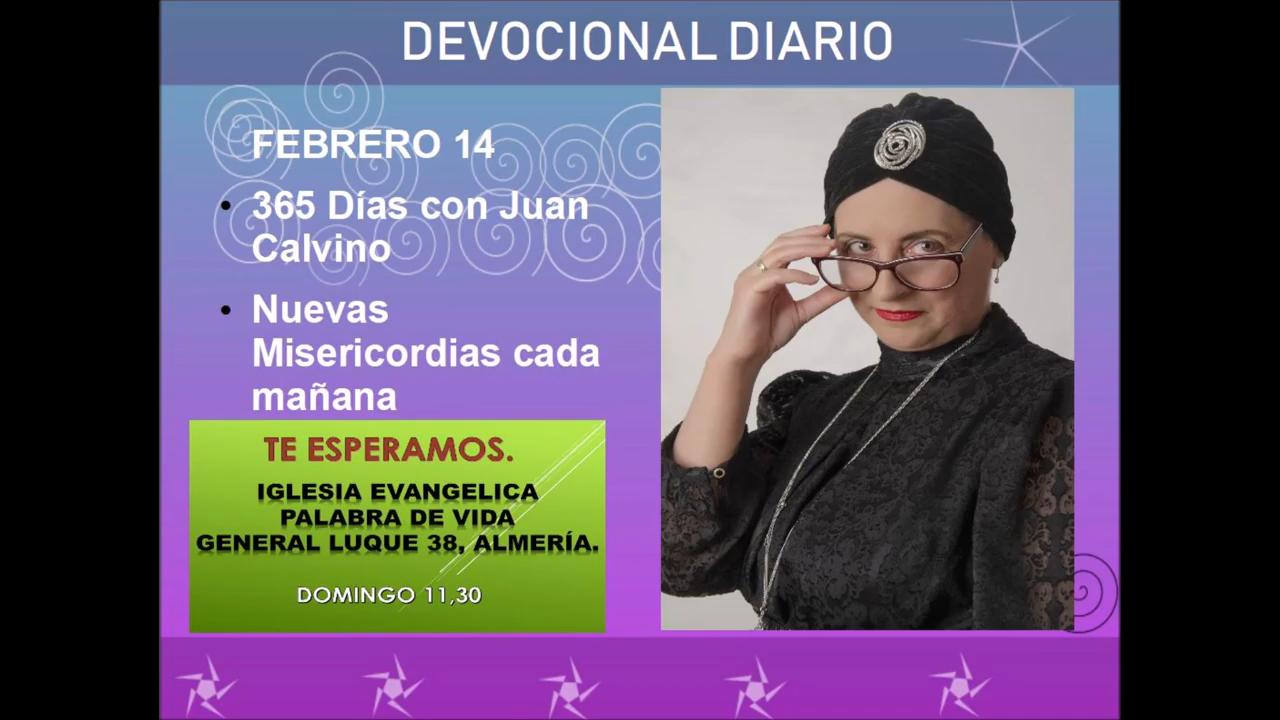 DEVOCIONAL DIARIO
FEBRERO 14
365 Días con Juan
Calvino
Nuevas
Misericordias cada
mañana
TE ESPERAMOS.
IGLESIA EVANGELICA
PALABRA DE VIDA
GENERAL LUQUE 38, ALMERÍA.
DOMINGO 11,30